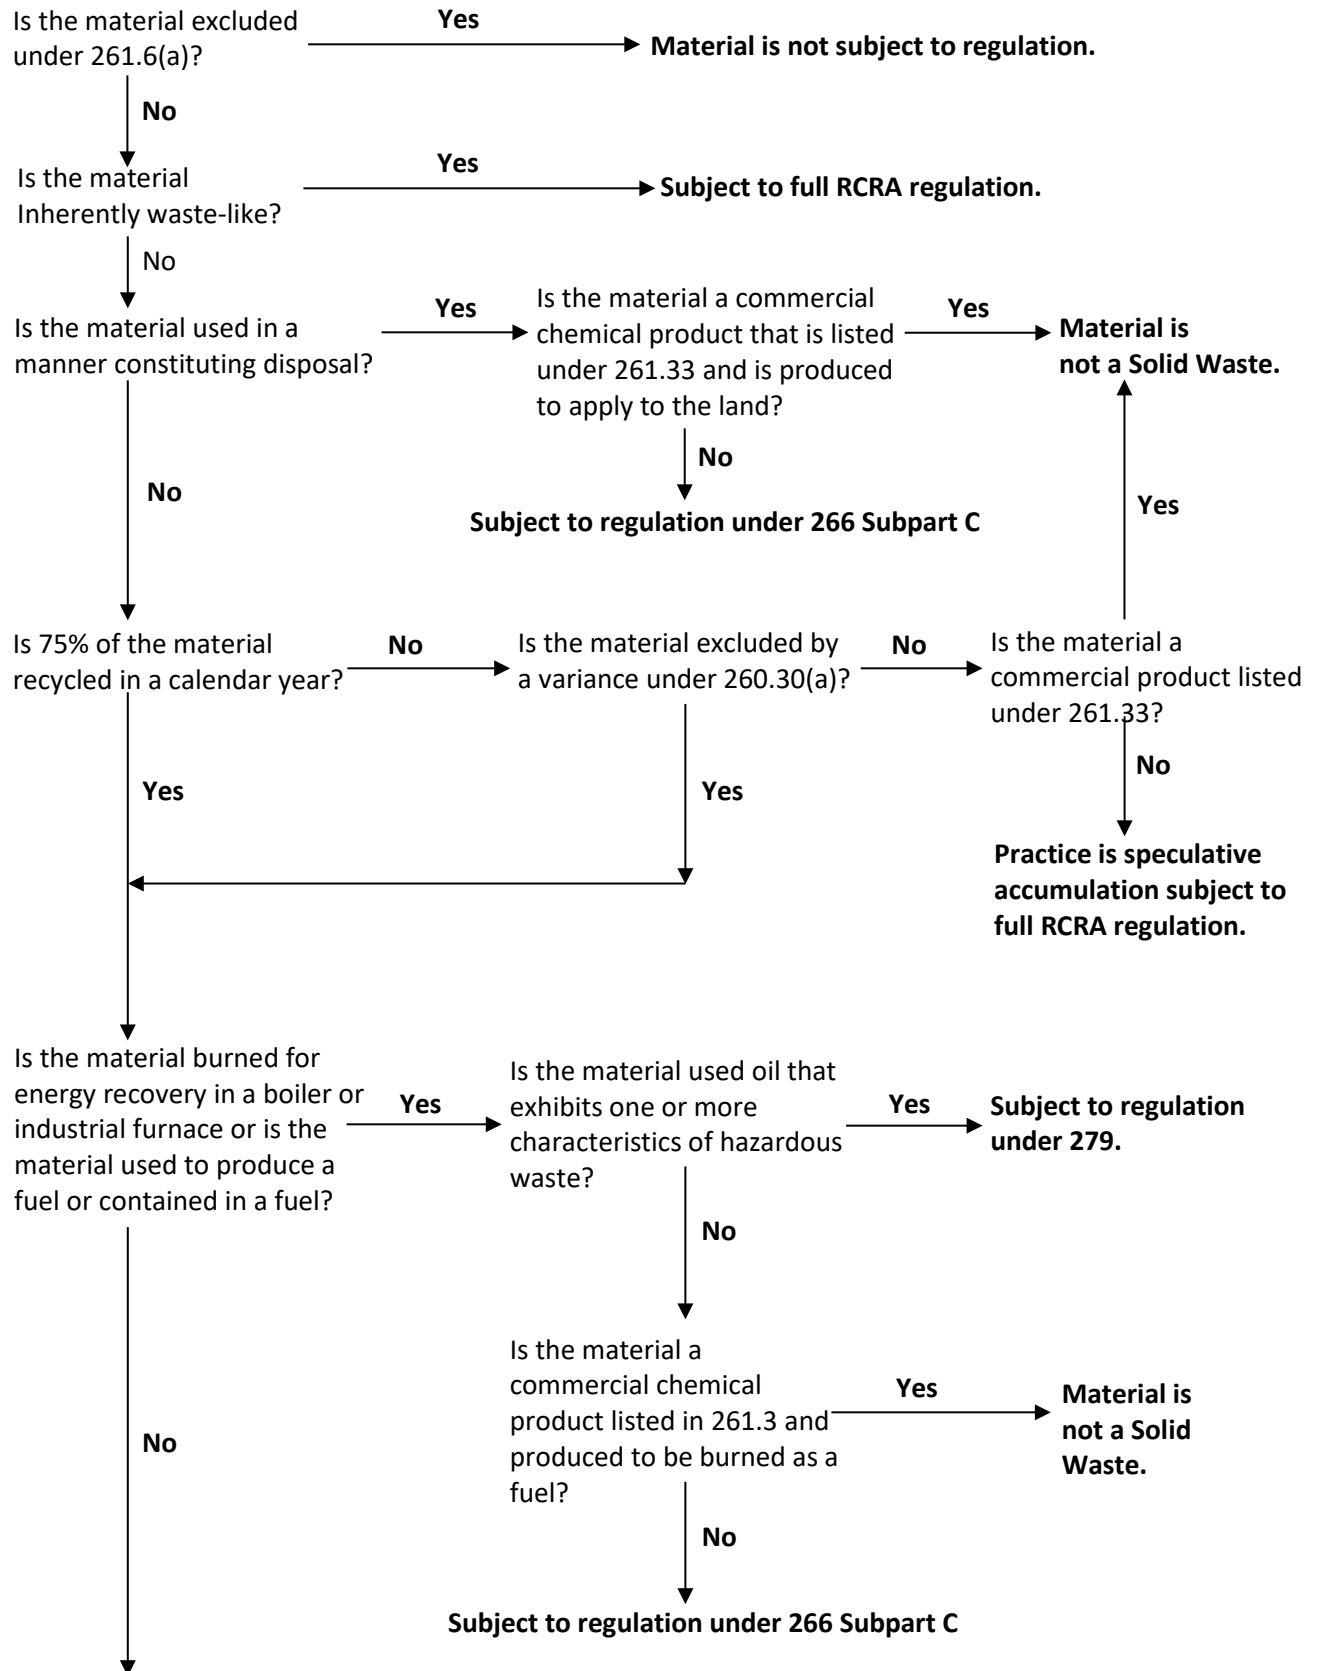 Is the material excluded
under 261.6(a)?
Yes
Material is not subject to regulation.
No
Is the material
Inherently waste-like?
Yes
Subject to full RCRA regulation.
No
Is the material used in a
manner constituting disposal?
Yes
Is the material a commercial
chemical product that is listed
under 261.33 and is produced
to apply to the land?
Yes
Material is
not a Solid Waste.
No
Subject to regulation under 266 Subpart C
No
Yes
Is 75% of the material
recycled in a calendar year?
No
Is the material excluded by
a variance under 260.30(a)?
No
Is the material a
commercial product listed
under 261.33?
Yes
Yes
No
Practice is speculative
accumulation subject to
full RCRA regulation.
Is the material burned for
energy recovery in a boiler or
industrial furnace or is the
material used to produce a
fuel or contained in a fuel?
Yes
Is the material used oil that
exhibits one or more
characteristics of hazardous
waste?
Yes
Subject to regulation
under 279.
No
Is the material a
commercial chemical
product listed in 261.3 and
produced to be burned as a
fuel?
Yes
Material is
not a Solid
Waste.
No
No
Subject to regulation under 266 Subpart C